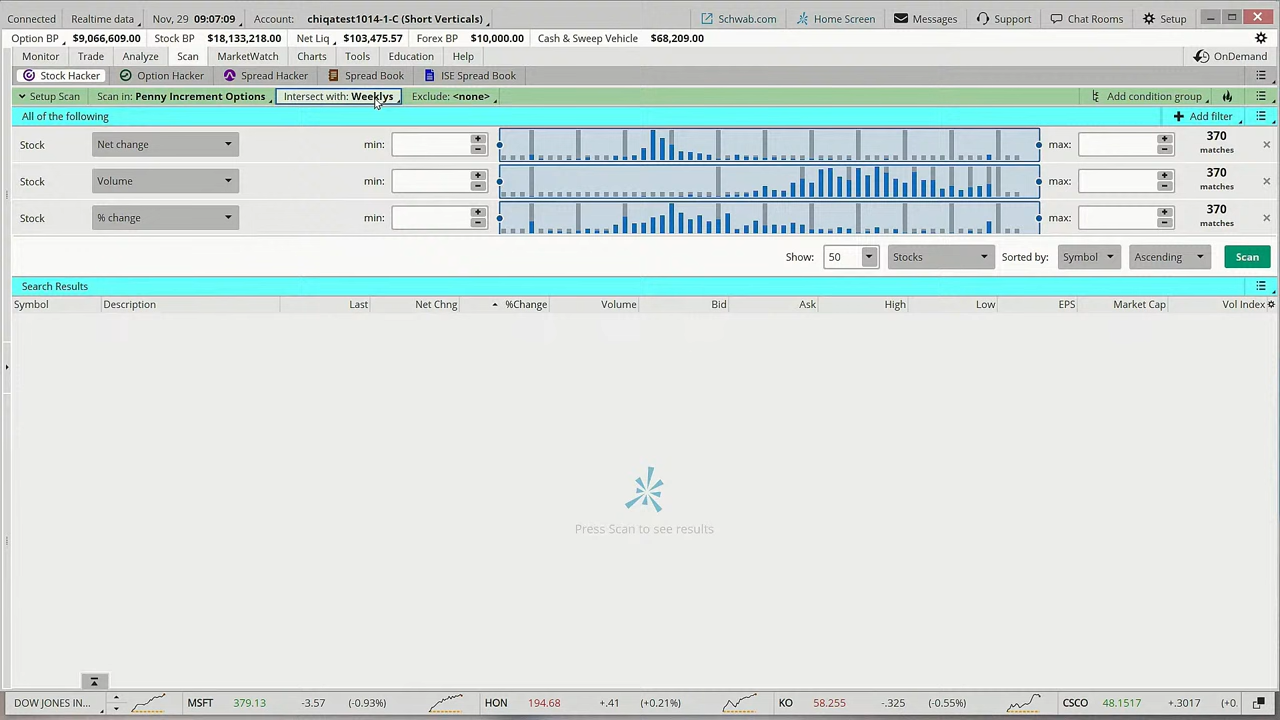 Connected Realtime data Nov, 29 09:07:09 Account: chiqatest1014-1-C (Short Verticals) Schwab.com Home Screen Messages Support Chat Rooms Setup
Option BP $9,066,609.00 Stock BP $18,133,218.00 Net Liq $103,475.57 Forex BP $10,000.00 Cash & Sweep Vehicle $68,209.00
Monitor Trade Analyze Scan MarketWatch Charts Tools Education Help OnDemand
Stock Hacker Option Hacker Spread Hacker Spread Book ISE Spread Book
Setup Scan Scan in: Penny Increment Options Intersect with: Weeklys Exclude: <none> Add condition group
All of the following Add filter
Stock Net change min: max: 370 matches
Stock Volume min: max: 370 matches
Stock % change min: max: 370 matches
Show: 50 Stocks Sorted by: Symbol Ascending Scan
Search Results
Symbol Description Last Net Chng %Change Volume Bid Ask High Low EPS Market Cap Vol Index
Press Scan to see results
DOW JONES IN... MSFT 379.13 -3.57 (-0.93%) HON 194.68 +.41 (+0.21%) KO 58.255 -.325 (-0.55%) CSCO 48.1517 +.3017 (+0